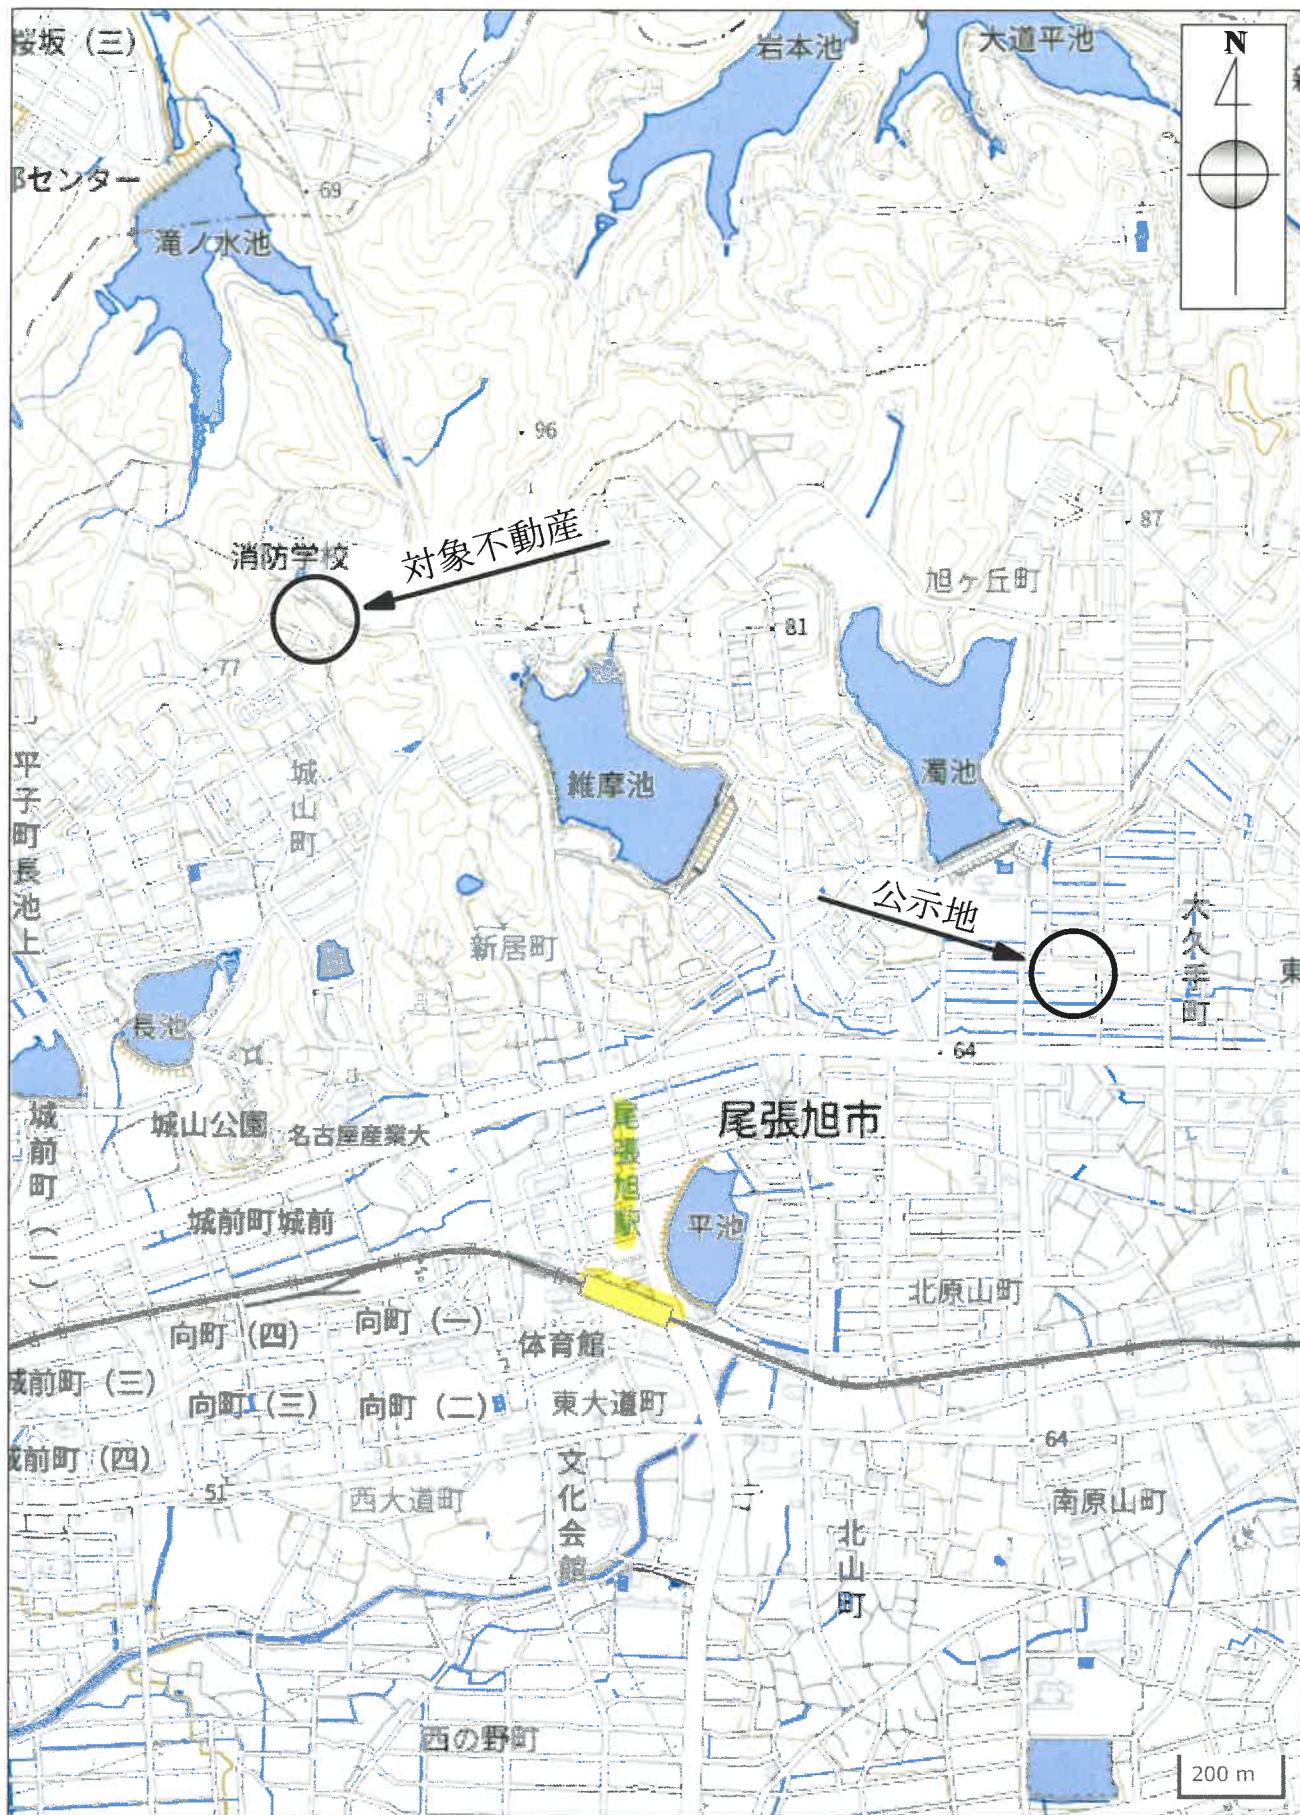 桜坂（三）
岩本池
大道平池
N
部センター
69
滝ノ水池
96
87
消防学校
対象不動産
旭ヶ丘町
81
77
平子町長池上
城山町
維摩池
濁池
公示地
大久手町
新居町
東
長池
64
城前町（一）
城山公園
名古屋産業大
尾張旭駅
尾張旭市
城前町城前
平池
北原山町
向町（四）
向町（一）
体育館
城前町（三）
向町（三）
向町（二）
東大道町
64
城前町（四）
51
西大道町
文化会館
南原山町
北山町
西の野町
200 m